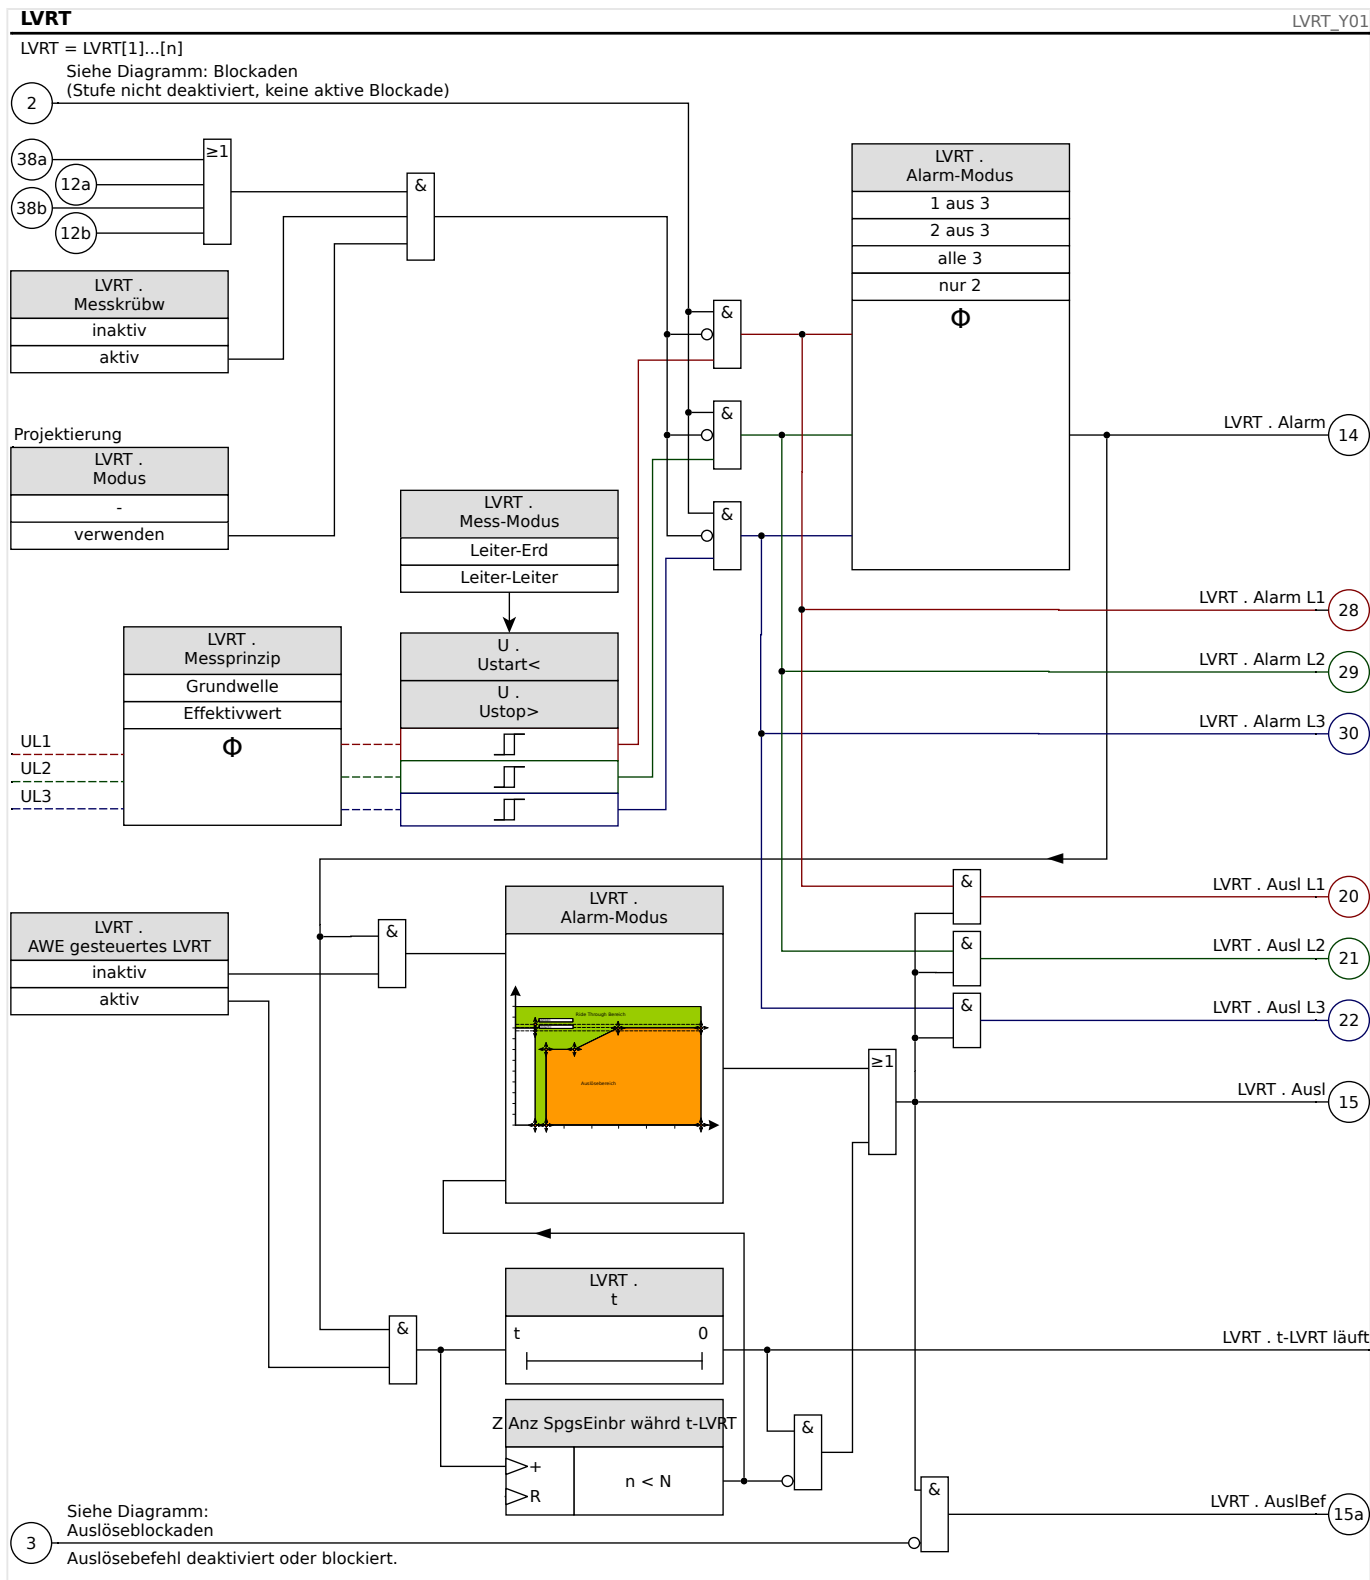 LVRT
LVRT_Y01
LVRT = LVRT[1]...[n]
Siehe Diagramm: Blockaden
(Stufe nicht deaktiviert, keine aktive Blockade)
2
38a
12a
38b
12b
≥1
&
LVRT .
Messkrübw
inaktiv
aktiv
Projektierung
LVRT .
Modus
-
verwenden
LVRT .
Mess-Modus
Leiter-Erd
Leiter-Leiter
&
&
&
LVRT .
Alarm-Modus
1 aus 3
2 aus 3
alle 3
nur 2
Φ
LVRT . Alarm
14
LVRT . Alarm L1
28
LVRT . Alarm L2
29
LVRT . Alarm L3
30
LVRT .
Messprinzip
Grundwelle
Effektivwert
Φ
UL1
UL2
UL3
U .
Ustart<
U .
Ustop>
LVRT .
AWE gesteuertes LVRT
inaktiv
aktiv
&
LVRT .
Alarm-Modus
Ride Through Bereich
Auslösebereich
&
LVRT . Ausl L1
20
&
LVRT . Ausl L2
21
&
LVRT . Ausl L3
22
≥1
LVRT . Ausl
15
&
LVRT .
t
t 0
LVRT . t-LVRT läuft
Z Anz SpgsEinbr währd t-LVRT
+
R
n < N
&
&
LVRT . AuslBef
15a
Siehe Diagramm:
Auslöseblockaden
3
Auslösebefehl deaktiviert oder blockiert.